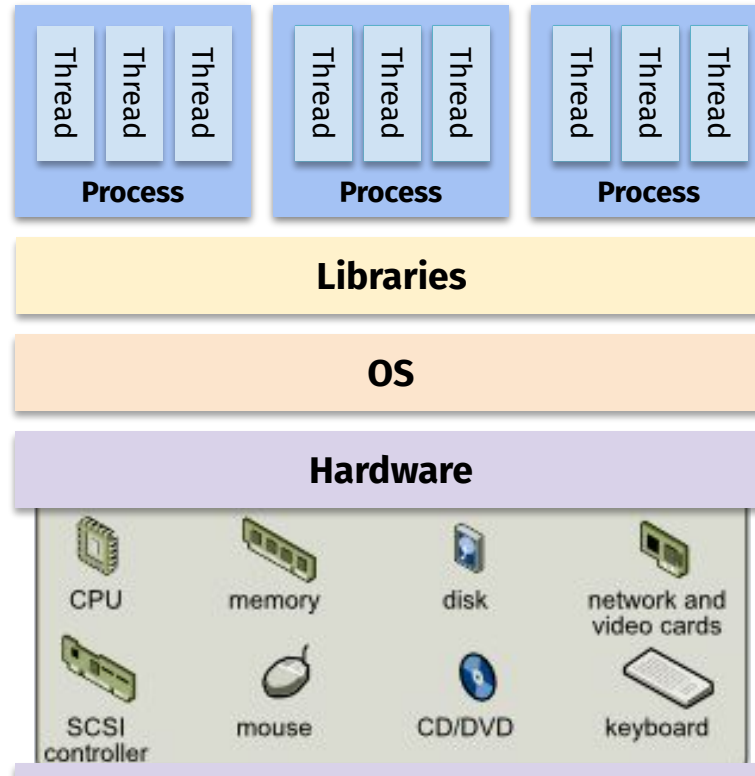 Thread Thread Thread Thread Thread Thread Thread Thread Thread
Process Process Process
Libraries
OS
Hardware
CPU memory disk network and
video cards
SCSI mouse CD/DVD keyboard
controller